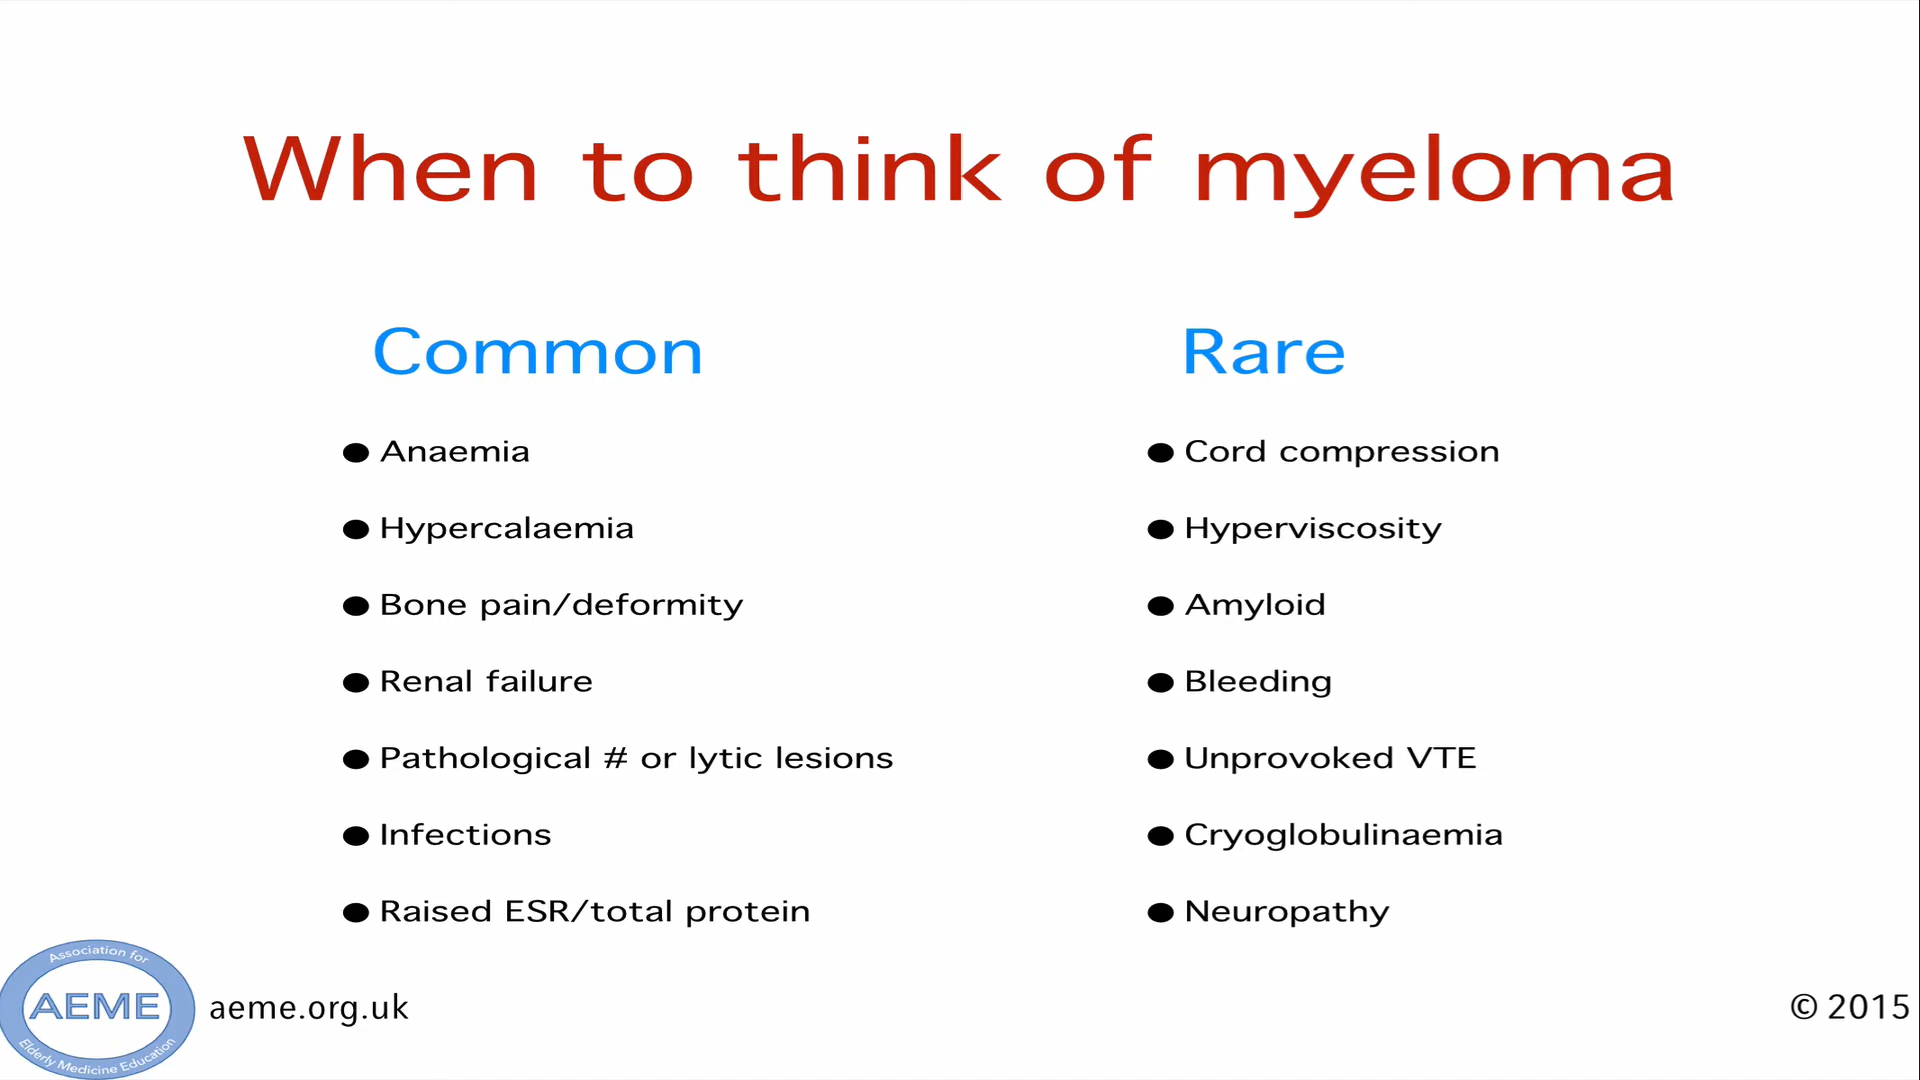 When to think of myeloma
Common
● Anaemia
● Hypercalaemia
● Bone pain/deformity
● Renal failure
● Pathological # or lytic lesions
● Infections
● Raised ESR/total protein
Rare
● Cord compression
● Hyperviscosity
● Amyloid
● Bleeding
● Unprovoked VTE
● Cryoglobulinaemia
● Neuropathy
Association for
AEME
Elderly Medicine Education
aeme.org.uk
© 2015